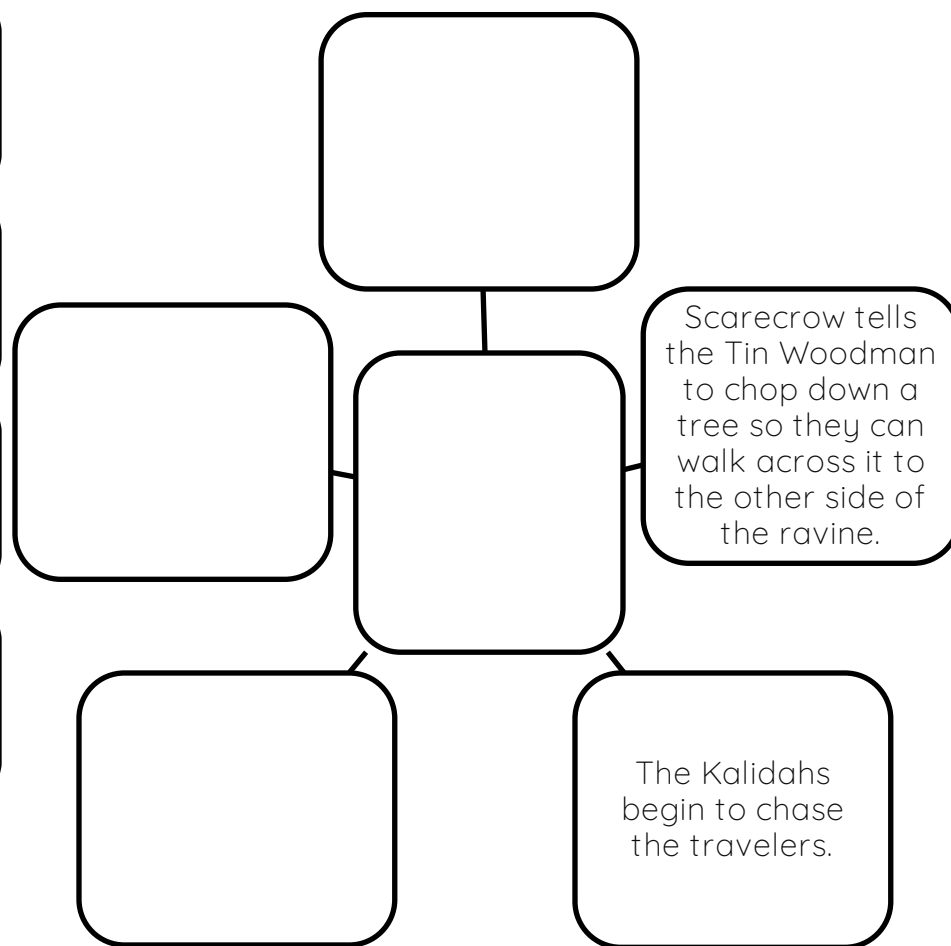 Scarecrow tells
the Tin Woodman
to chop down a
tree so they can
walk across it to
the other side of
the ravine.
The Kalidahs
begin to chase
the travelers.